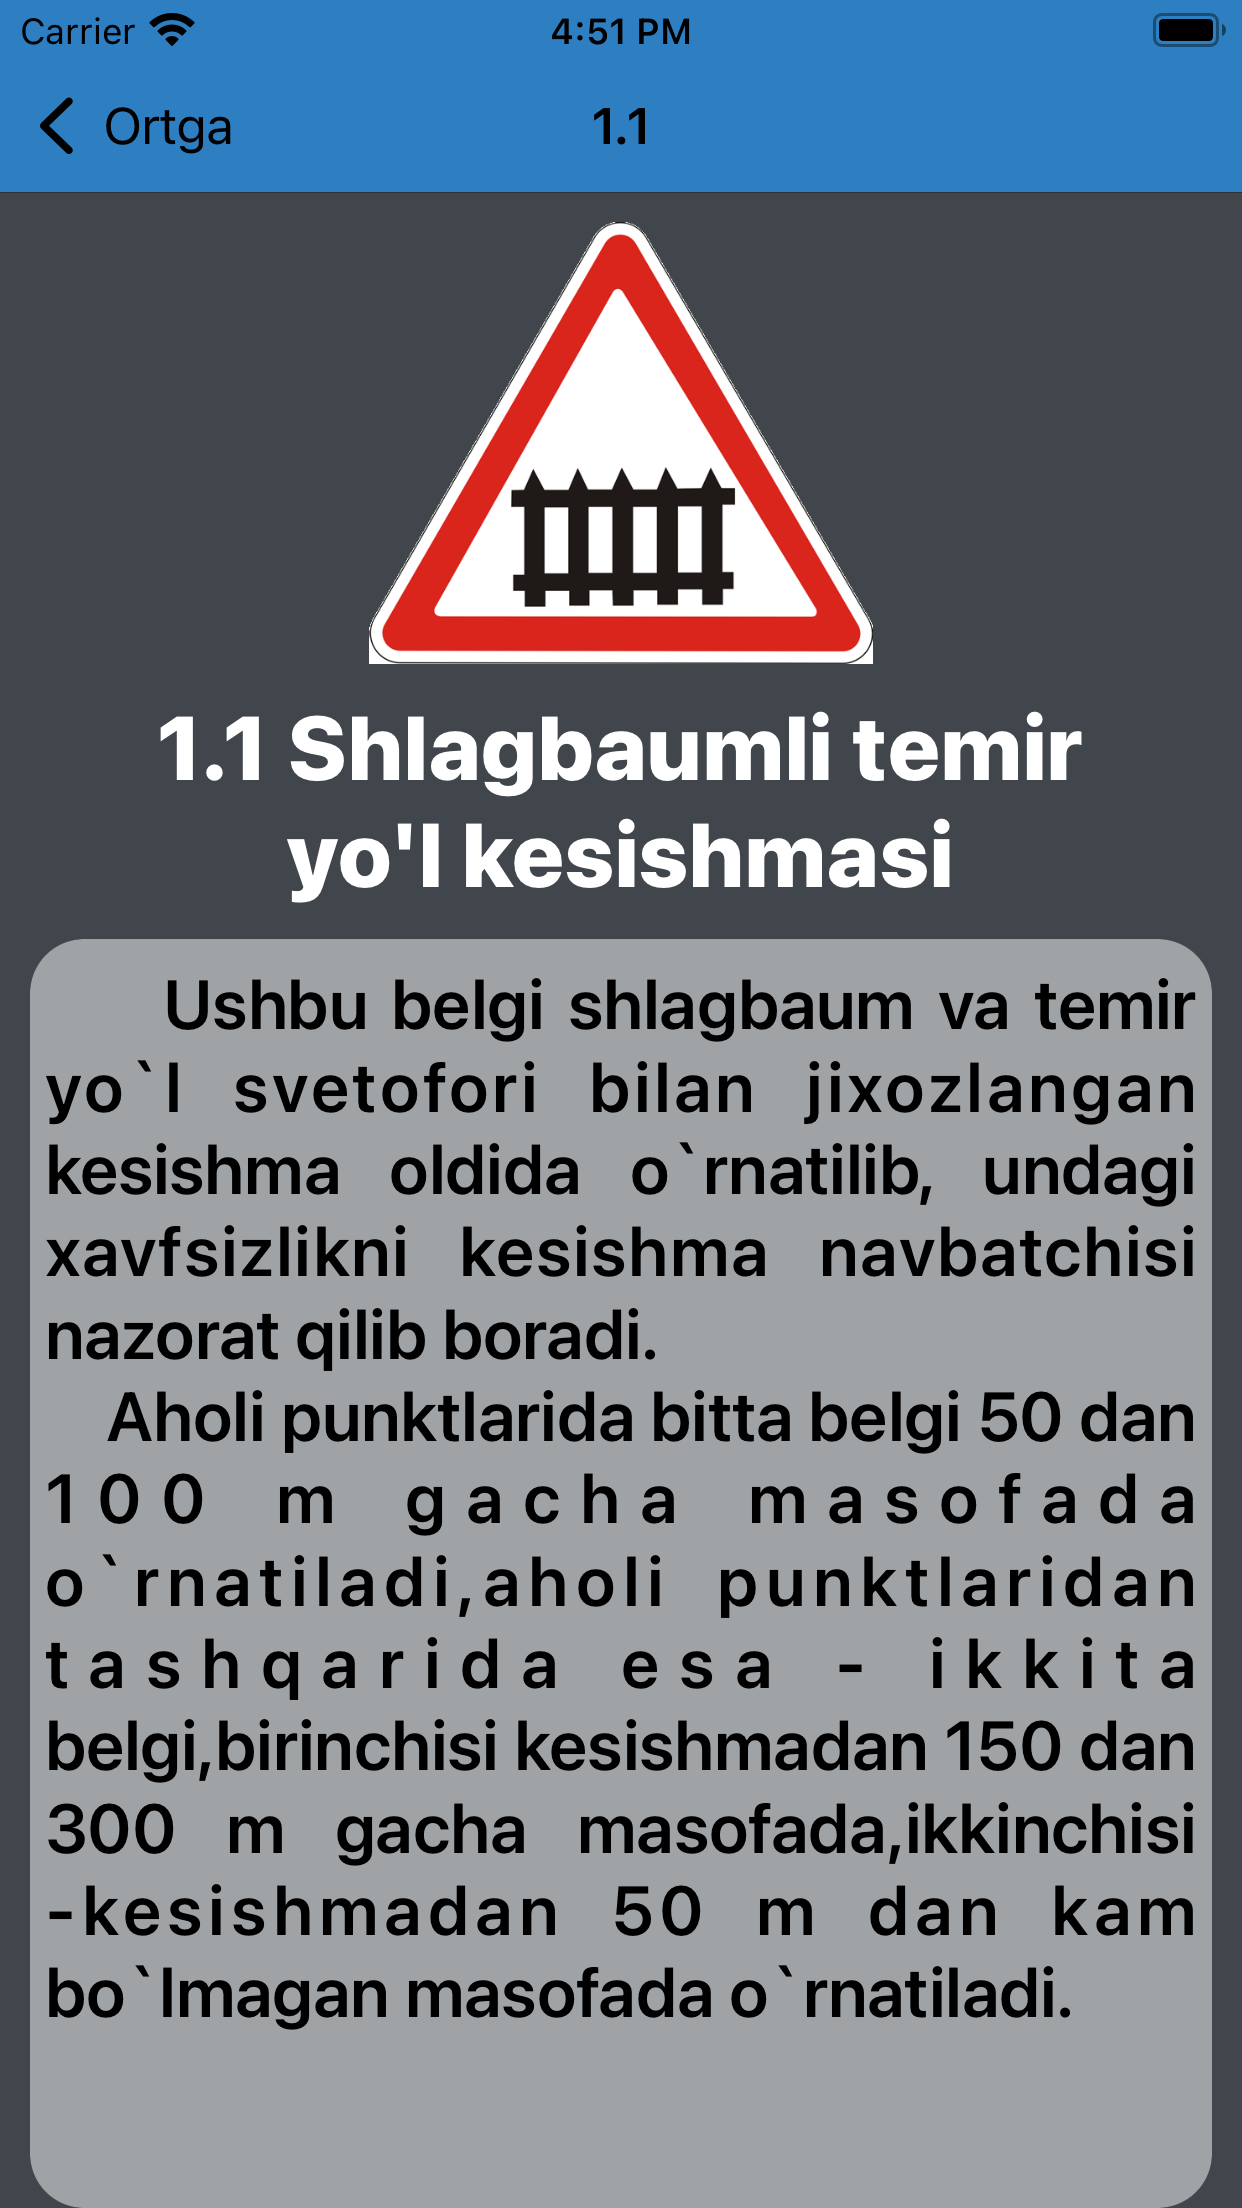 Carrier
4:51 PM
Ortga
1.1
1.1 Shlagbaumli temir
yo'l kesishmasi
Ushbu belgi shlagbaum va temir
yo`l svetofori bilan jixozlangan
kesishma oldida o`rnatilib, undagi
xavfsizlikni kesishma navbatchisi
nazorat qilib boradi.
Aholi punktlarida bitta belgi 50 dan
100 m gacha masofada
o`rnatiladi,aholi punktlaridan
tashqarida esa - ikkita
belgi,birinchisi kesishmadan 150 dan
300 m gacha masofada,ikkinchisi
-kesishmadan 50 m dan kam
bo`lmagan masofada o`rnatiladi.